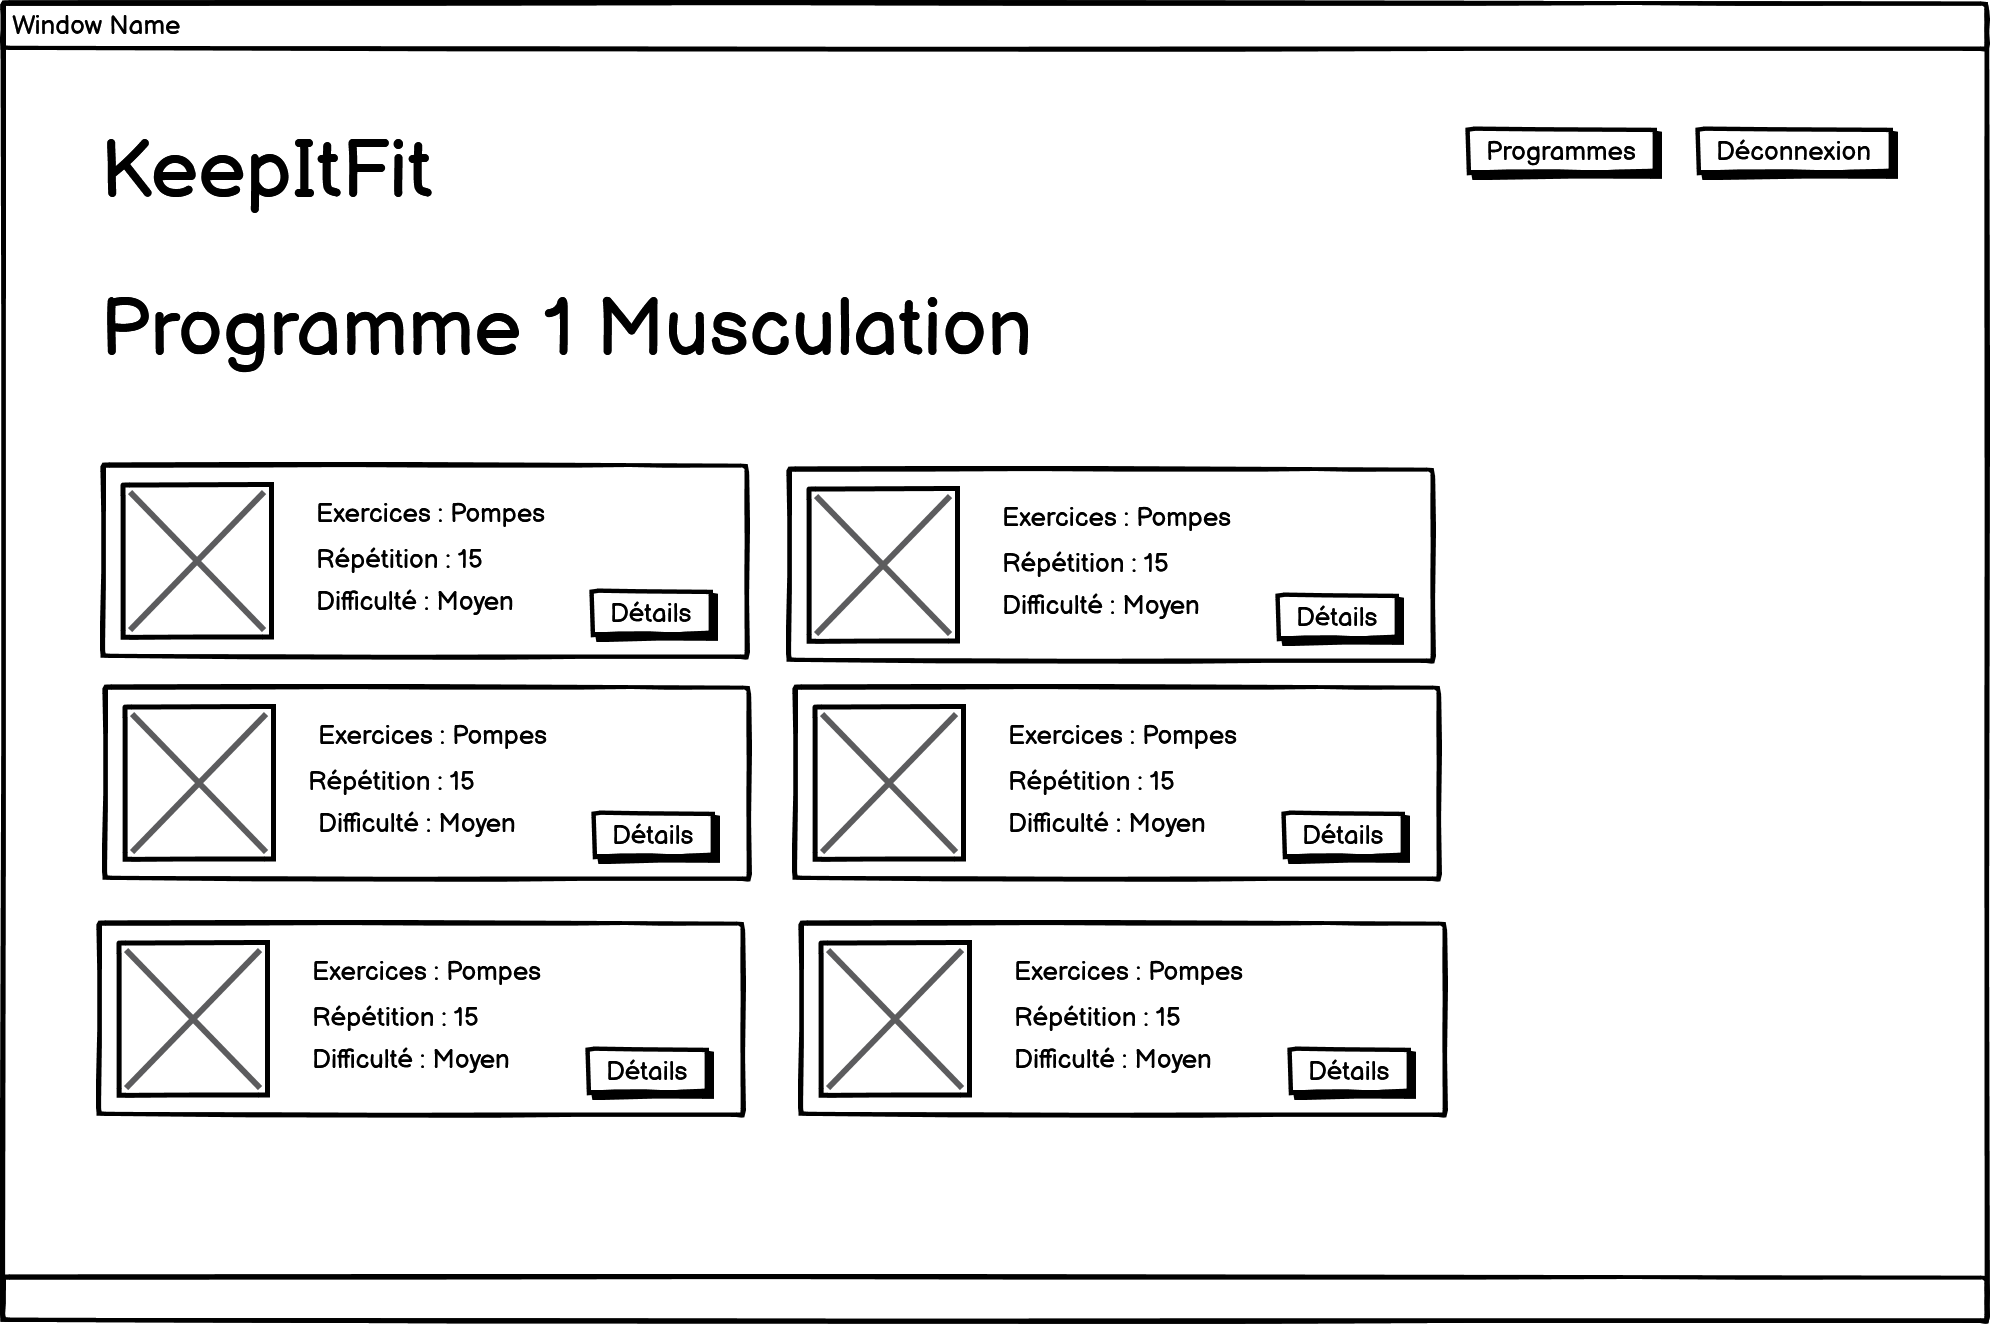 Window Name
KeepItFit
Programmes
Déconnexion
Programme 1 Musculation
Exercices : Pompes
Répétition : 15
Difficulté : Moyen
Détails
Exercices : Pompes
Répétition : 15
Difficulté : Moyen
Détails
Exercices : Pompes
Répétition : 15
Difficulté : Moyen
Détails
Exercices : Pompes
Répétition : 15
Difficulté : Moyen
Détails
Exercices : Pompes
Répétition : 15
Difficulté : Moyen
Détails
Exercices : Pompes
Répétition : 15
Difficulté : Moyen
Détails